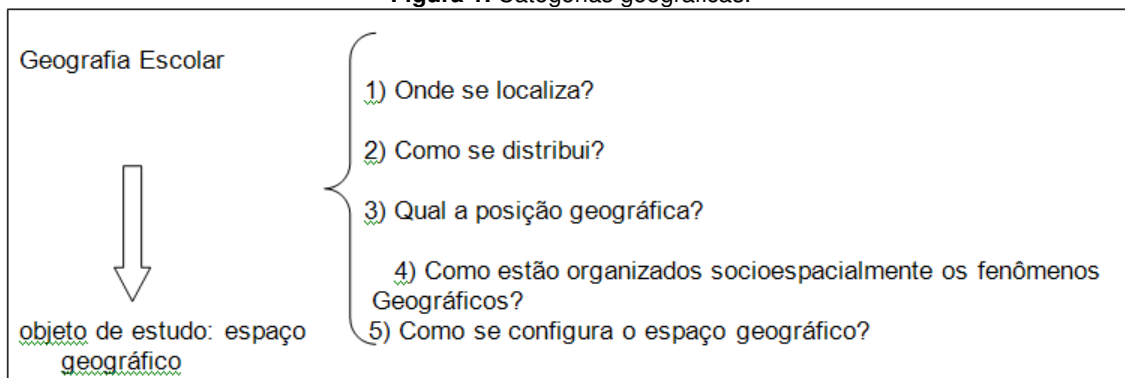 Figura 1. Categorias geográficas.
Geografia Escolar
1) Onde se localiza?
2) Como se distribui?
3) Qual a posição geográfica?
4) Como estão organizados socioespacialmente os fenômenos
Geográficos?
5) Como se configura o espaço geográfico?
objeto de estudo: espaço
geográfico